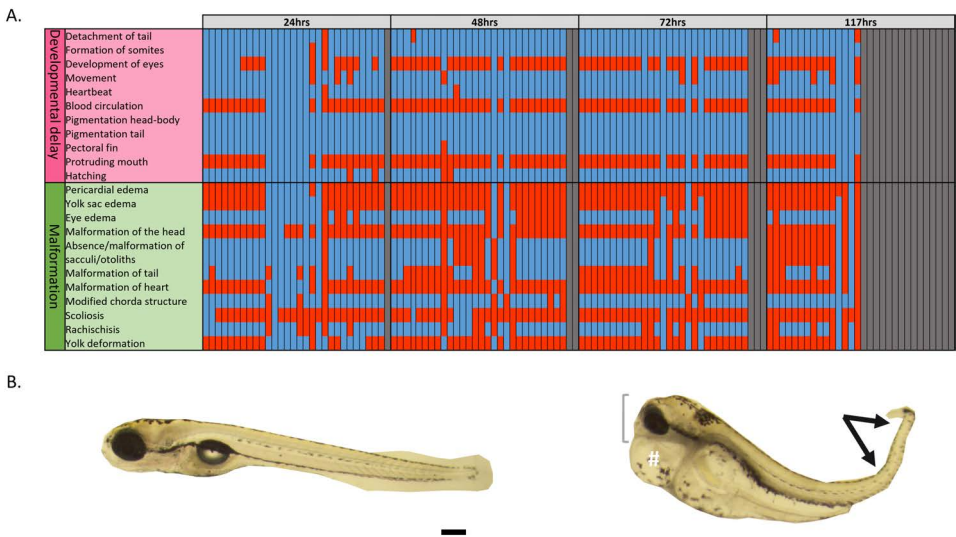 A.
24hrs 48hrs 72hrs 117hrs
Developmental delay
Detachment of tail
Formation of somites
Development of eyes
Movement
Heartbeat
Blood circulation
Pigmentation head-body
Pigmentation tail
Pectoral fin
Protruding mouth
Hatching
Malformation
Pericardial edema
Yolk sac edema
Eye edema
Malformation of the head
Absence/malformation of
sacculi/otoliths
Malformation of tail
Malformation of heart
Modified chorda structure
Scoliosis
Rachischisis
Yolk deformation
B.
#